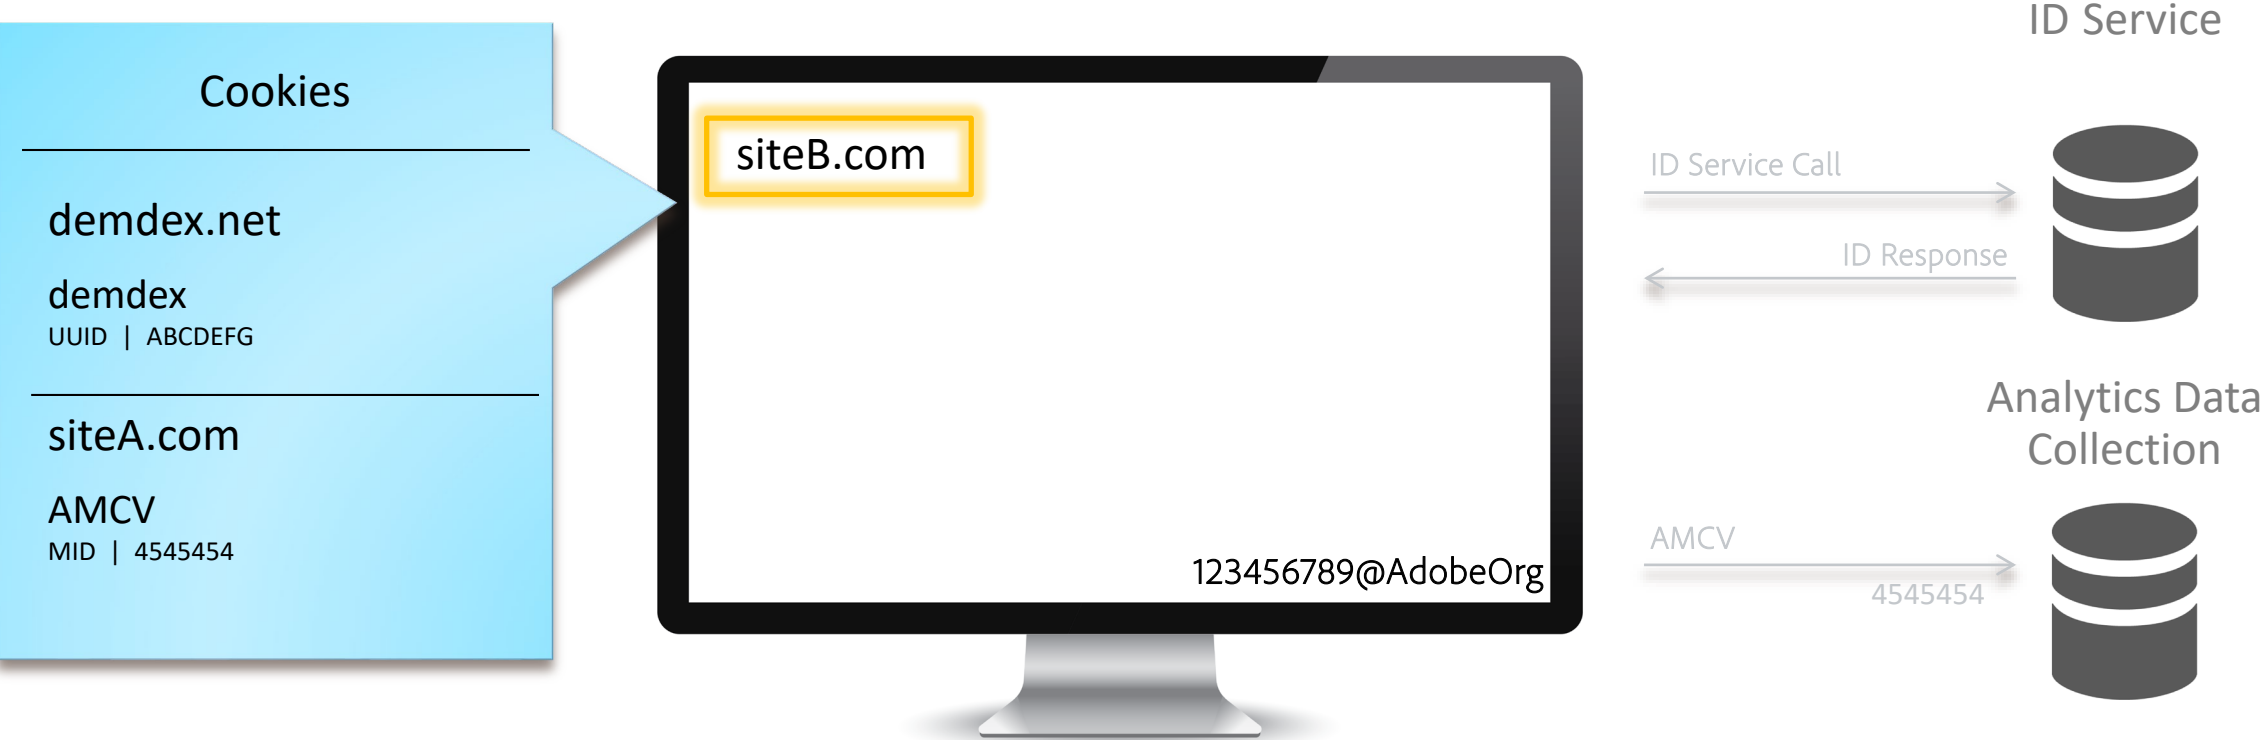 Cookies
demdex.net
demdex
UUID | ABCDEFG
siteA.com
AMCV
MID | 4545454
siteB.com
123456789@AdobeOrg
ID Service
ID Service Call
ID Response
Analytics Data
Collection
AMCV
4545454